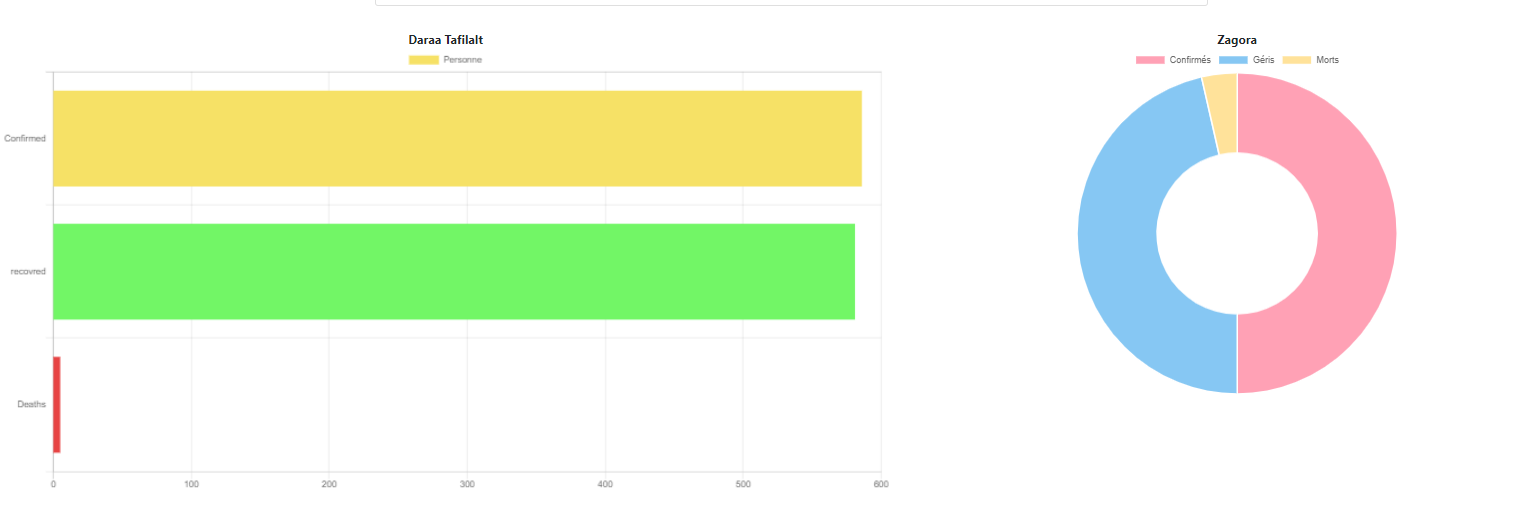 Daraa Tafilalt
Personne
Confirmed
recovred
Deaths
0 100 200 300 400 500 600
Zagora
Confirmés Géris Morts